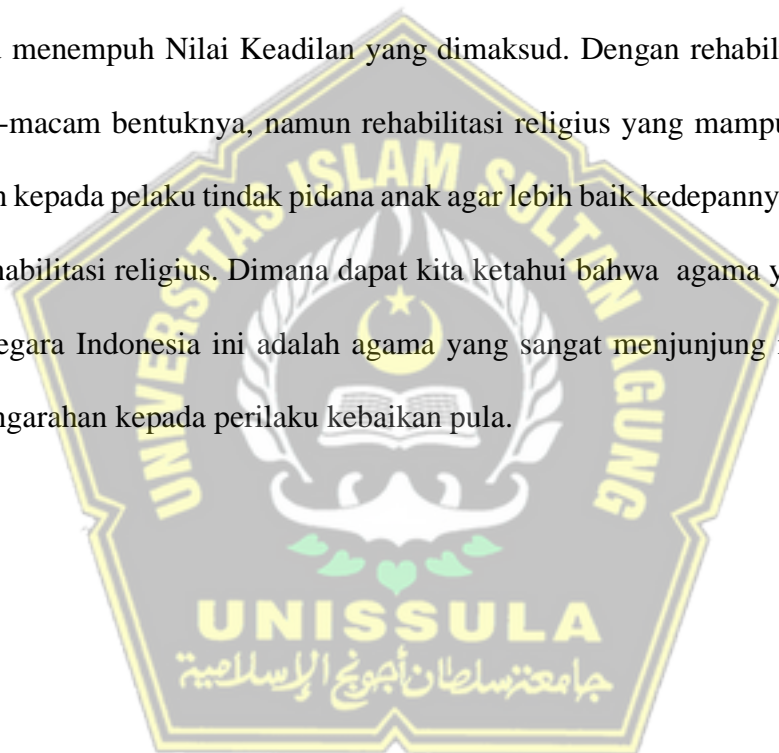 menempuh Nilai Keadilan yang dimaksud. Dengan rehabil
-macam bentuknya, namun rehabilitasi religius yang mampu
kepada pelaku tindak pidana anak agar lebih baik kedepanny
habilitasi religius. Dimana dapat kita ketahui bahwa agama y
egara Indonesia ini adalah agama yang sangat menjunjung
ngarahan kepada perilaku kebaikan pula.
UNIVERSITAS ISLAM SULTAN AGUNG
UNISSULA
جامعتسلطان أجونج الإسلامية